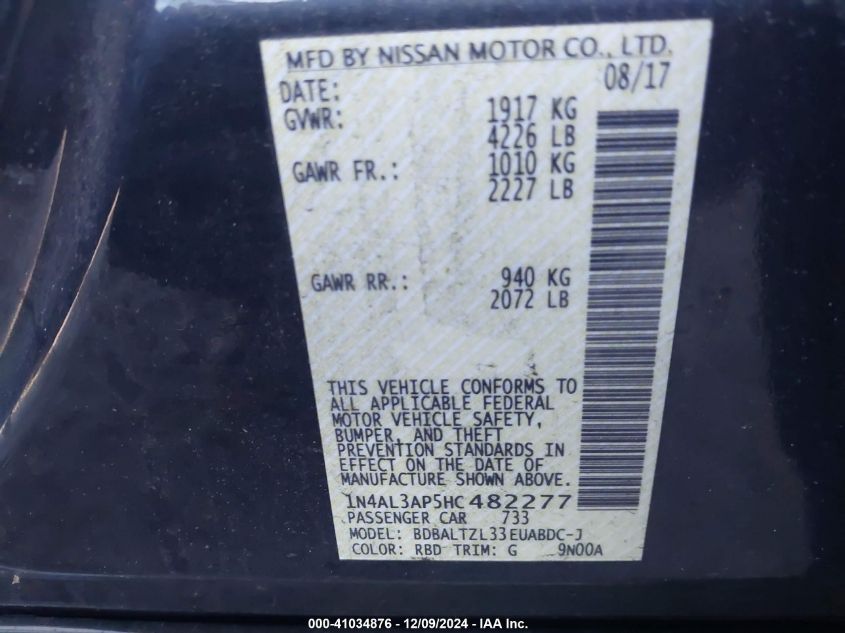 MFD BY NISSAN MOTOR CO., LTD.
DATE: 08/17
GVWR: 1917 KG
4226 LB
GAWR FR.: 1010 KG
2227 LB
GAWR RR.: 940 KG
2072 LB
THIS VEHICLE CONFORMS TO
ALL APPLICABLE FEDERAL
MOTOR VEHICLE SAFETY,
BUMPER, AND THEFT
PREVENTION STANDARDS IN
EFFECT ON THE DATE OF
MANUFACTURE SHOWN ABOVE.
1N4AL3AP5HC482277
PASSENGER CAR 733
MODEL: BDBALTZL33EUABDC-J
COLOR: RBD TRIM: G 9N00A
000-41034876 - 12/09/2024 - IAA Inc.